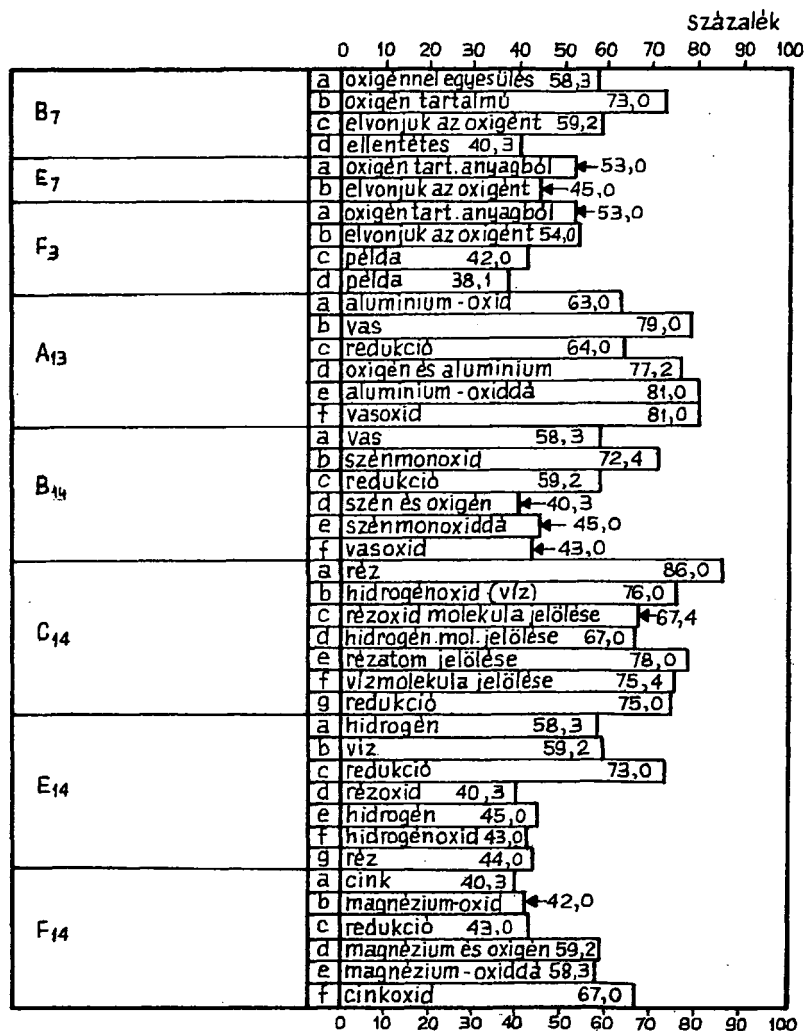 százalék
0 10 20 30 40 50 60 70 80 90 100
B7
a oxigénnel egyesülés 58,3
b oxigén tartalmú 73,0
c elvonjuk az oxigént 59,2
d ellentétes 40,3
E7
a oxigén tart. anyagból 53,0
b elvonjuk az oxigént 45,0
F3
a oxigén tart. anyagból 53,0
b elvonjuk az oxigént 54,0
c példa 42,0
d példa 38,1
A13
a aluminium-oxid 63,0
b vas 79,0
c redukció 64,0
d oxigén és aluminium 77,2
e aluminium-oxiddá 81,0
f vasoxid 81,0
B14
a vas 58,3
b szénmonoxid 72,4
c redukció 59,2
d szén és oxigén 40,3
e szénmonoxiddá 45,0
f vasoxid 43,0
C14
a réz 86,0
b hidrogénoxid (víz) 76,0
c rézoxid molekula jelölése 67,4
d hidrogén mol. jelölése 67,0
e rézatom jelölése 78,0
f vízmolekula jelölése 75,4
g redukció 75,0
E14
a hidrogén 58,3
b víz 59,2
c redukció 73,0
d rézoxid 40,3
e hidrogén 45,0
f hidrogénoxid 43,0
g réz 44,0
F14
a cink 40,3
b magnézium-oxid 42,0
c redukció 43,0
d magnézium és oxigén 59,2
e magnézium-oxiddá 58,3
f cinkoxid 67,0
0 10 20 30 40 50 60 70 80 90 100